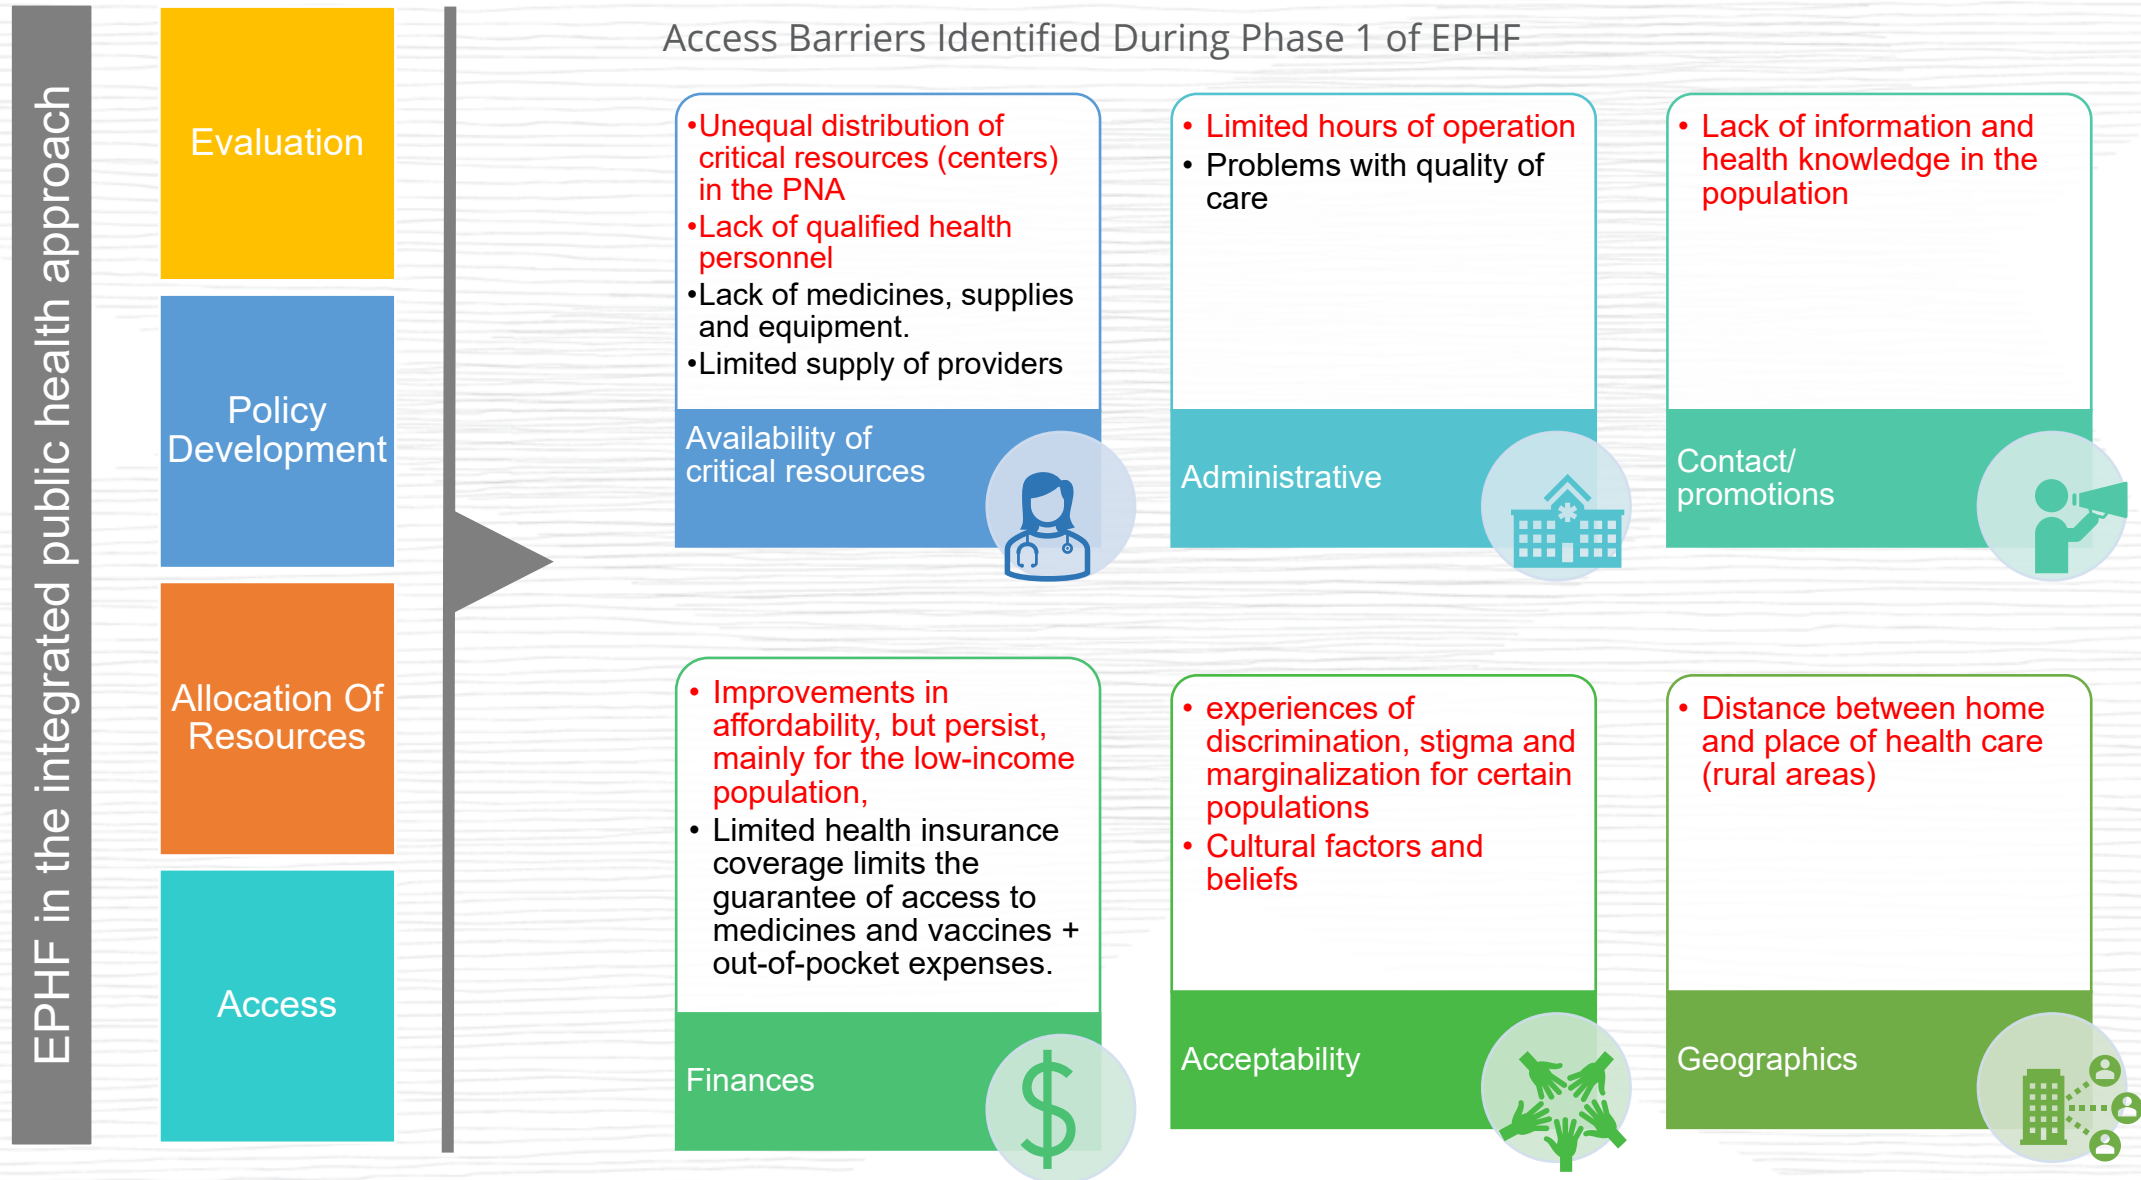 Access Barriers Identified During Phase 1 of EPHF
EPHF in the integrated public health approach
Evaluation
Policy
Development
Allocation Of
Resources
Access
•Unequal distribution of
critical resources (centers)
in the PNA
•Lack of qualified health
personnel
•Lack of medicines, supplies
and equipment.
•Limited supply of providers
Availability of
critical resources
• Limited hours of operation
• Problems with quality of
care
Administrative
• Lack of information and
health knowledge in the
population
Contact/
promotions
• Improvements in
affordability, but persist,
mainly for the low-income
population,
• Limited health insurance
coverage limits the
guarantee of access to
medicines and vaccines +
out-of-pocket expenses.
Finances
• experiences of
discrimination, stigma and
marginalization for certain
populations
• Cultural factors and
beliefs
Acceptability
• Distance between home
and place of health care
(rural areas)
Geographics